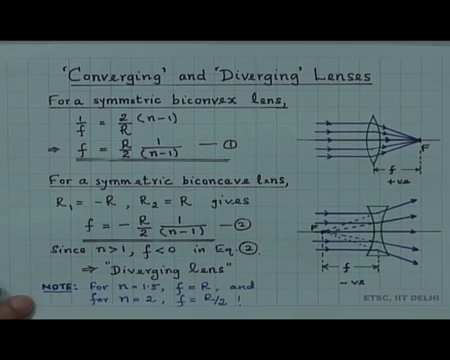 'Converging' and 'Diverging' Lenses
For a symmetric biconvex lens,
1/f = 2/R (n-1)
⇒ f = R/2 1/(n-1) — ①
F
f
+ve
For a symmetric biconcave lens,
R₁ = -R, R₂ = R gives
f = - R/2 1/(n-1) — ②
Since n>1, f<0 in Eq.②.
⇒ "Diverging lens"
F
f
-ve
NOTE: For n=1.5, f=R, and
for n=2, f=R/2 !
ETSC, IIT DELHI